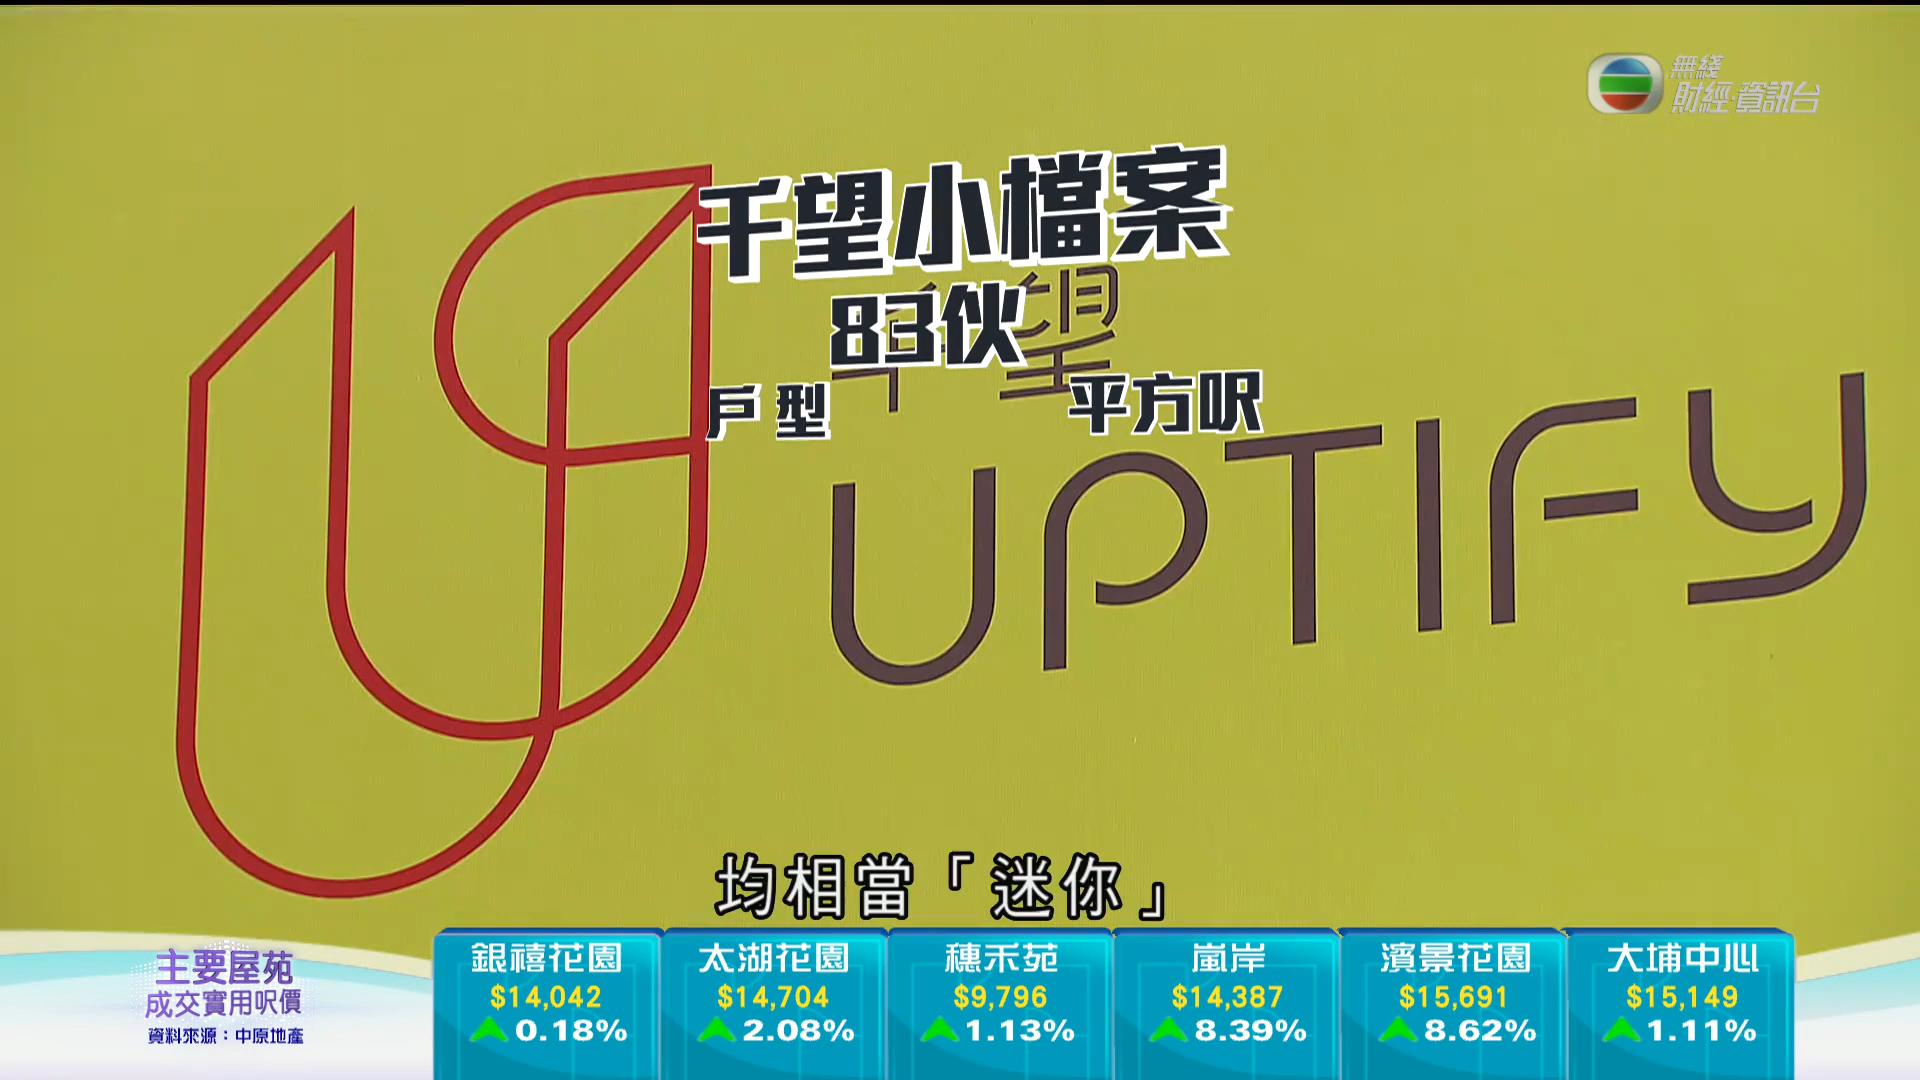 無綫
財經·資訊台
千望小檔案
83伙
千望
戶型 平方呎
UPTIFY
均相當「迷你」
主要屋苑
成交實用呎價
資料來源：中原地產
銀禧花園
$14,042
0.18%
太湖花園
$14,704
2.08%
穗禾苑
$9,796
1.13%
嵐岸
$14,387
8.39%
濱景花園
$15,691
8.62%
大埔中心
$15,149
1.11%